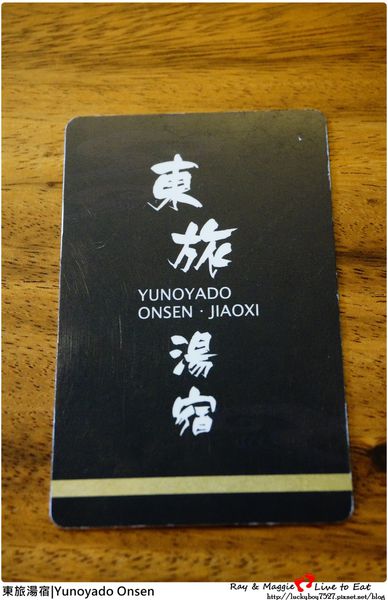 東旅
YUNOYADO
ONSEN · JIAOXI
湯宿
東旅湯宿|Yunoyado Onsen
Ray & Maggie Live to Eat
http://luckyboy7527.pixnet.net/blog